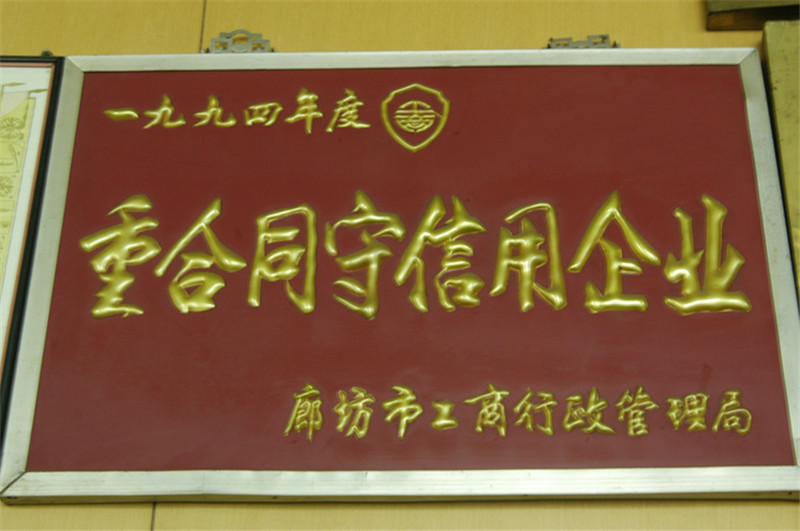 一九九四年度
重合同守信用企业
廊坊市工商行政管理局